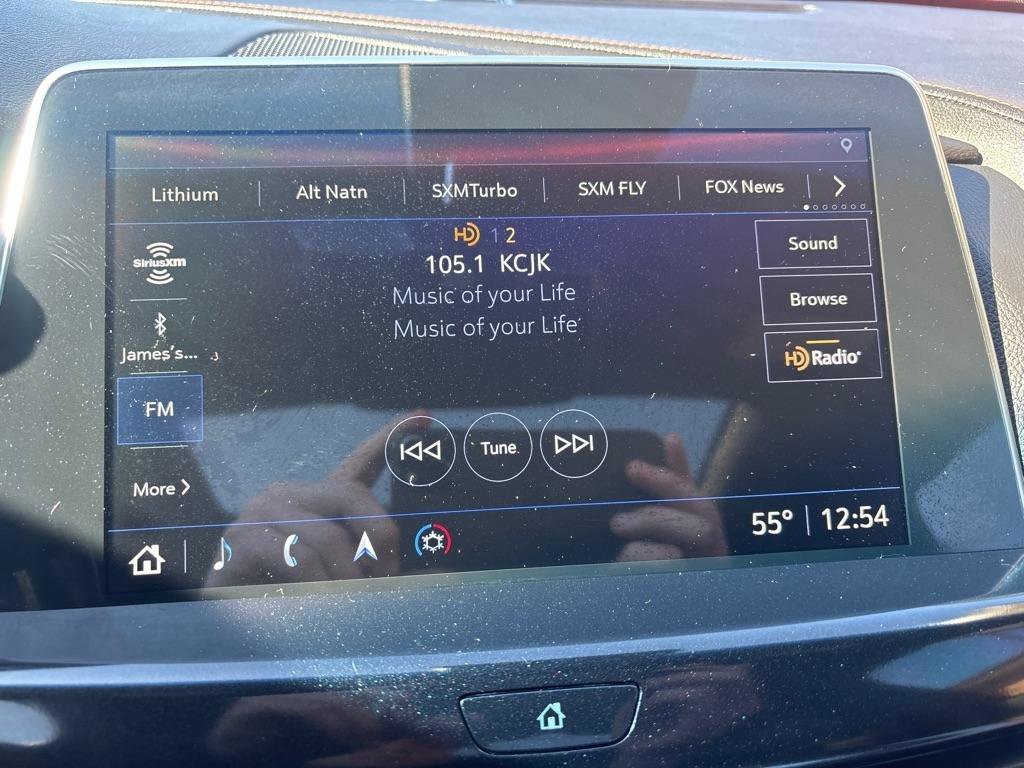 Lithium Alt Natn SXMTurbo SXM FLY FOX News
HD 1 2
105.1 KCJK
Music of your Life
Music of your Life
SiriusXM
James's...
FM
More
Sound
Browse
HD Radio
Tune
55° 12:54